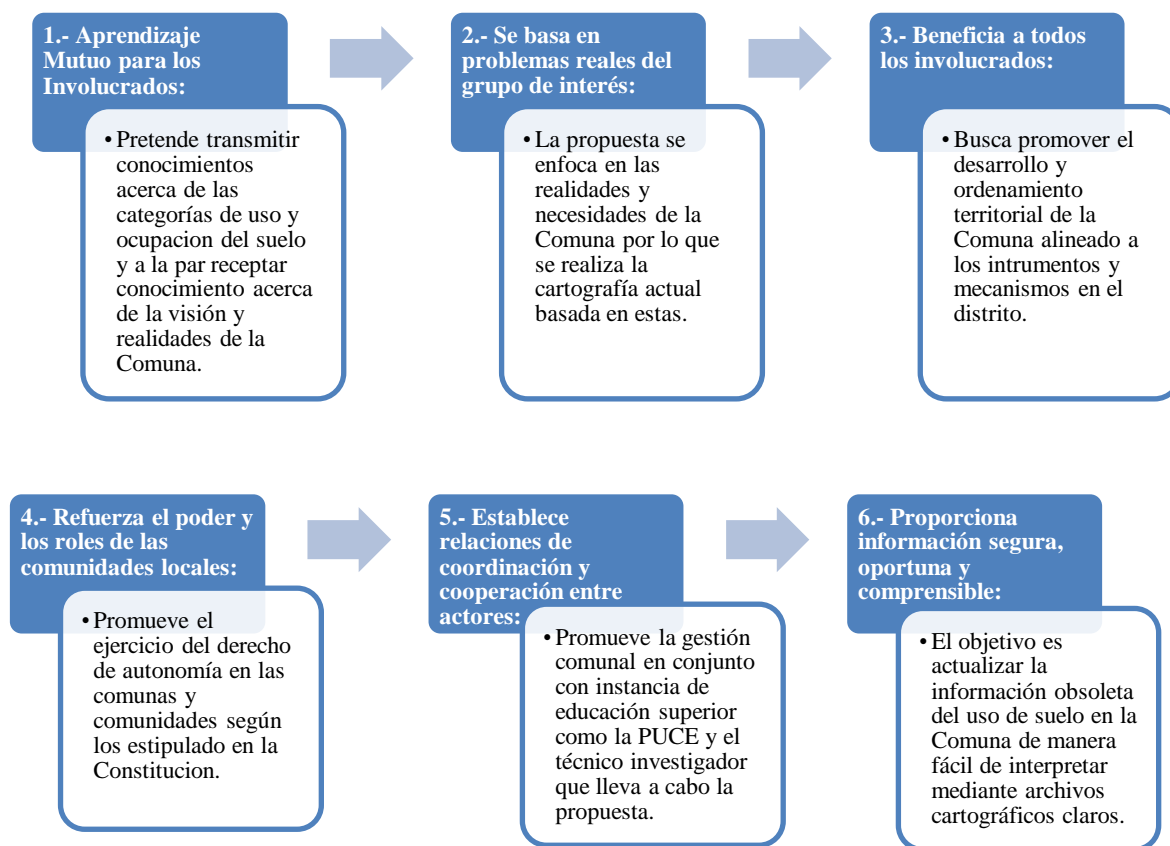 1.- Aprendizaje
Mutuo para los
Involucrados:
• Pretende transmitir
conocimientos
acerca de las
categorías de uso y
ocupacion del suelo
y a la par receptar
conocimiento acerca
de la visión y
realidades de la
Comuna.
2.- Se basa en
problemas reales del
grupo de interés:
• La propuesta se
enfoca en las
realidades y
necesidades de la
Comuna por lo que
se realiza la
cartografía actual
basada en estas.
3.- Beneficia a todos
los involucrados:
• Busca promover el
desarrollo y
ordenamiento
territorial de la
Comuna alineado a
los intrumentos y
mecanismos en el
distrito.
4.- Refuerza el poder y
los roles de las
comunidades locales:
• Promueve el
ejercicio del derecho
de autonomía en las
comunas y
comunidades según
los estipulado en la
Constitucion.
5.- Establece
relaciones de
coordinación y
cooperación entre
actores:
• Promueve la gestión
comunal en conjunto
con instancia de
educación superior
como la PUCE y el
técnico investigador
que lleva a cabo la
propuesta.
6.- Proporciona
información segura,
oportuna y
comprensible:
• El objetivo es
actualizar la
información obsoleta
del uso de suelo en la
Comuna de manera
fácil de interpretar
mediante archivos
cartográficos claros.